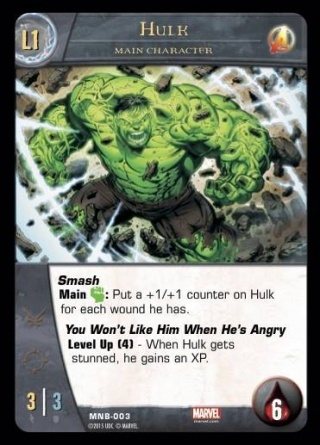 L1
Hulk
MAIN CHARACTER
Smash
Main : Put a +1/+1 counter on Hulk
for each wound he has.
You Won't Like Him When He's Angry
Level Up (4) - When Hulk gets
stunned, he gains an XP.
3 3
MNB-003
©2015 UDC. © MARVEL
MARVEL
6